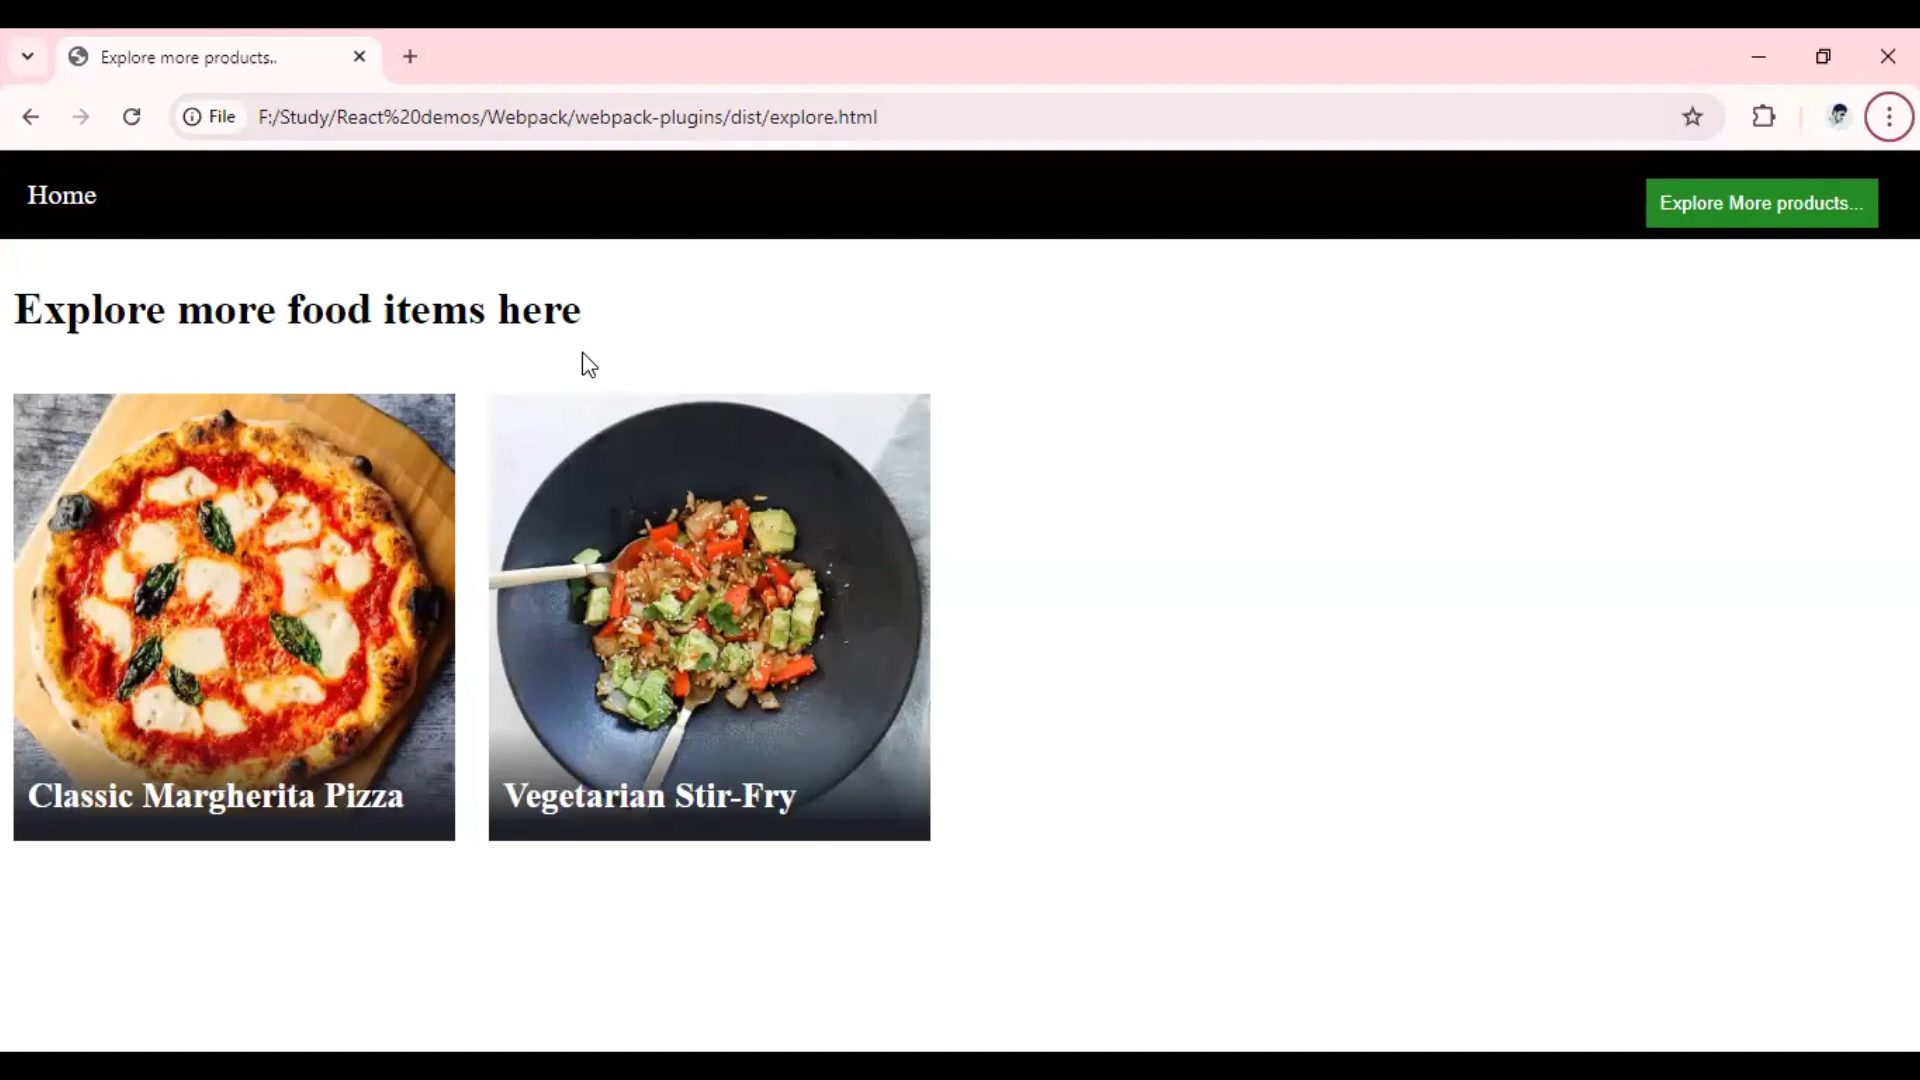 Explore more products..
File
F:/Study/React%20demos/Webpack/webpack-plugins/dist/explore.html
Home
Explore More products...
Explore more food items here
Classic Margherita Pizza
Vegetarian Stir-Fry